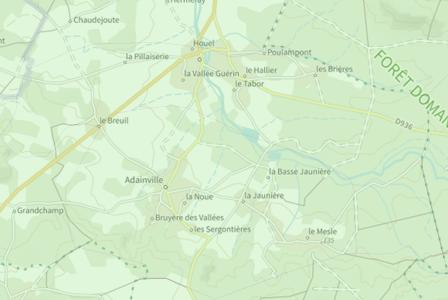 Chaudejoute
Houel
Poulampont
la Pillaiserie
la Vallée Guérin
le Hallier
les Brières
le Tabor
FORÊT DOMA
D936
le Breuil
la Basse Jaunière
Adainville
la Noue
la Jaunière
Grandchamp
Bruyère des Vallées
les Sergontières
le Mesle